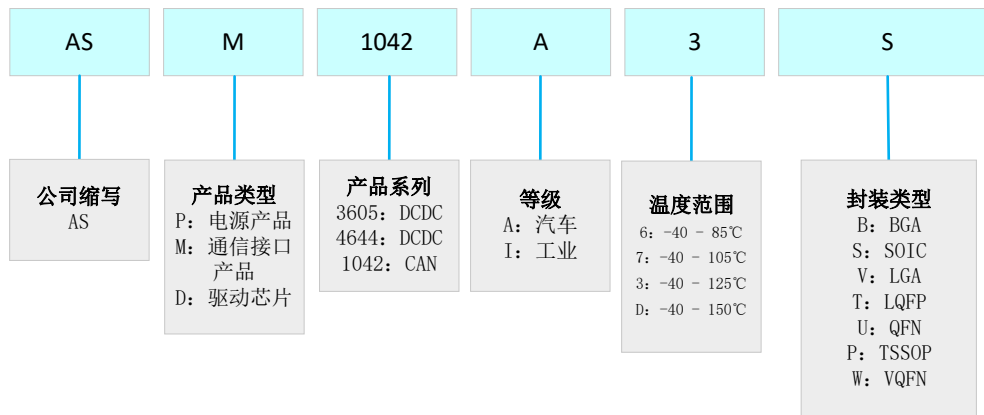 AS M 1042 A 3 S
公司缩写
AS
产品类型
P：电源产品
M：通信接口
产品
D：驱动芯片
产品系列
3605：DCDC
4644：DCDC
1042：CAN
等级
A：汽车
I：工业
温度范围
6：-40 - 85℃
7：-40 - 105℃
3：-40 - 125℃
D：-40 - 150℃
封装类型
B：BGA
S：SOIC
V：LGA
T：LQFP
U：QFN
P：TSSOP
W：VQFN